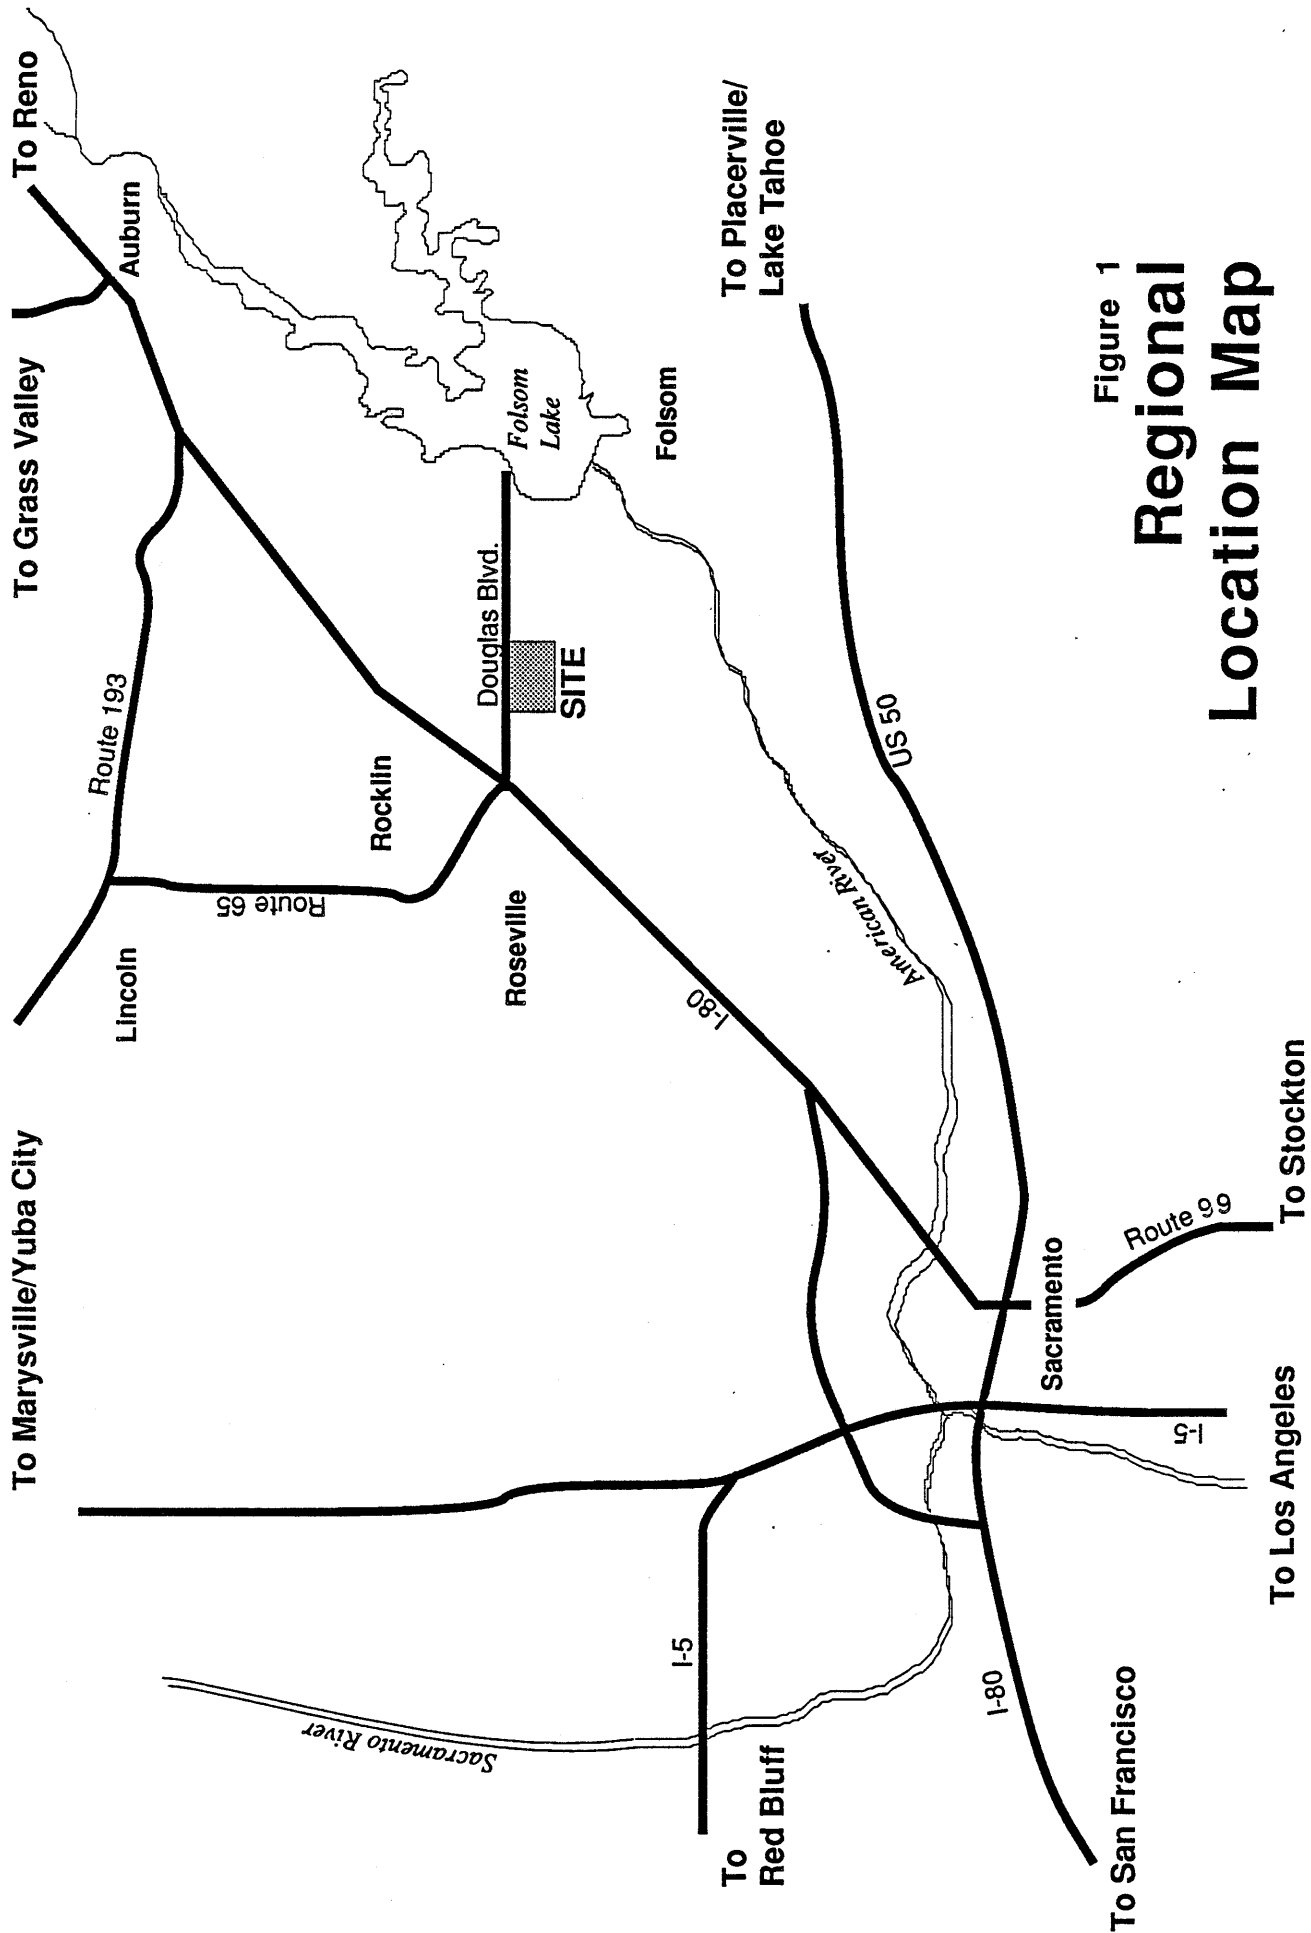 To Marysville/Yuba City
To Grass Valley
To Reno
Lincoln
Route 193
Auburn
Route 65
Rocklin
Roseville
Douglas Blvd.
SITE
Folsom
Lake
Folsom
I-80
Sacramento River
I-5
To
Red Bluff
American River
US 50
To Placerville/
Lake Tahoe
I-80
To San Francisco
Sacramento
I-5
To Los Angeles
Route 99
To Stockton
Figure 1
Regional
Location Map